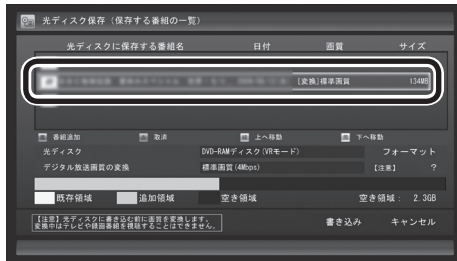 光ディスク保存（保存する番組の一覧）
光ディスクに保存する番組名 日付 画質 サイズ
[変換]標準画質 134MB
番組追加 取消 上へ移動 下へ移動
光ディスク DVD-RAMディスク(VRモード) フォーマット
デジタル放送画質の変換 標準画質(4Mbps) [注意] ?
既存領域 追加領域 空き領域 空き領域： 2.3GB
【注意】光ディスクに書き込む前に画質を変換します。
変換中はテレビや録画番組を視聴することはできません。
書き込み キャンセル